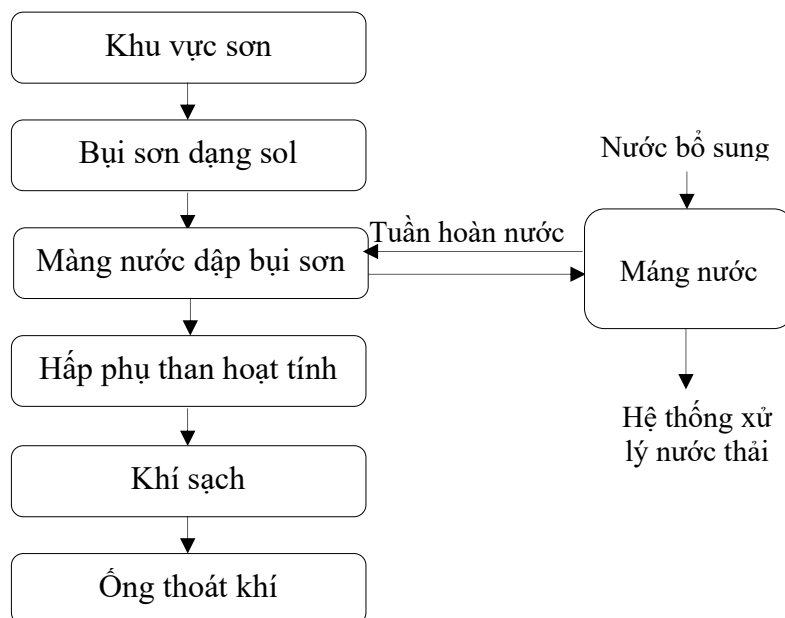 Khu vực sơn
Bụi sơn dạng sol
Nước bổ sung
Tuần hoàn nước
Màng nước dập bụi sơn
Máng nước
Hấp phụ than hoạt tính
Hệ thống xử
lý nước thải
Khí sạch
Ống thoát khí